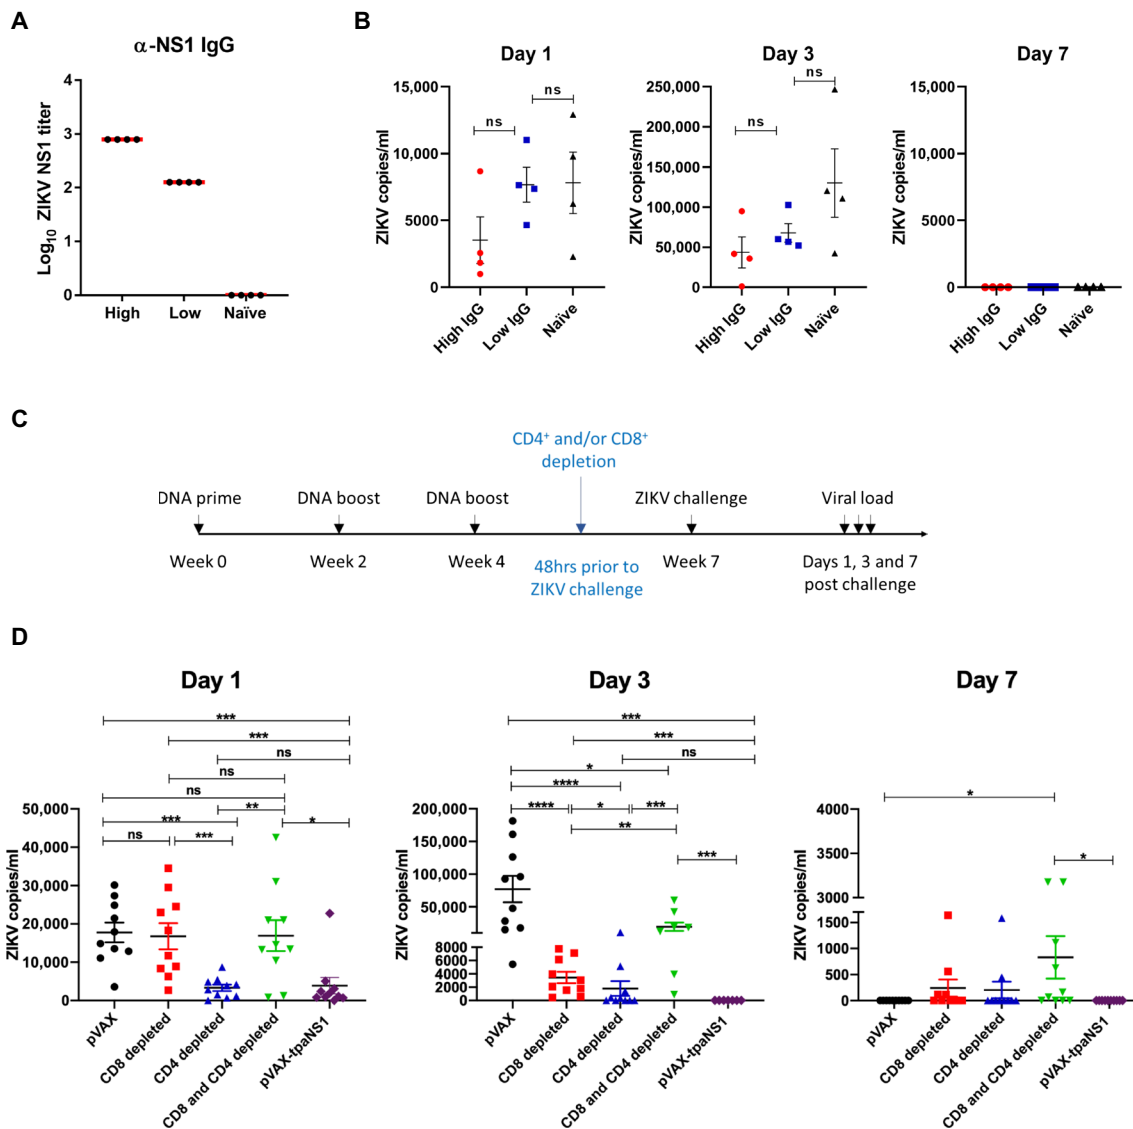 A
α-NS1 IgG
Log10 ZIKV NS1 titer
4
3
2
1
0
High Low Naïve
B
Day 1
ZIKV copies/ml
15,000
10,000
5000
0
ns
ns
High IgG
Low IgG
Naïve
Day 3
ZIKV copies/ml
250,000
200,000
150,000
100,000
50,000
0
ns
ns
High IgG
Low IgG
Naïve
Day 7
ZIKV copies/ml
15,000
10,000
5000
0
High IgG
Low IgG
Naïve
C
CD4+ and/or CD8+
depletion
DNA prime DNA boost DNA boost ZIKV challenge Viral load
Week 0 Week 2 Week 4 Week 7
48hrs prior to
ZIKV challenge
Days 1, 3 and 7
post challenge
D
Day 1
***
***
ns
ns
ns
**
***
*
ns
***
ZIKV copies/ml
50,000
40,000
30,000
20,000
10,000
0
pVAX
CD8 depleted
CD4 depleted
CD8 and CD4 depleted
pVAX-tpaNS1
Day 3
***
***
ns
*
****
****
*
***
**
***
ZIKV copies/ml
200,000
150,000
100,000
50,000
8000
6000
4000
2000
0
pVAX
CD8 depleted
CD4 depleted
CD8 and CD4 depleted
pVAX-tpaNS1
Day 7
*
*
ZIKV copies/ml
4000
3500
3000
2500
2000
1500
1000
500
0
pVAX
CD8 depleted
CD4 depleted
CD8 and CD4 depleted
pVAX-tpaNS1